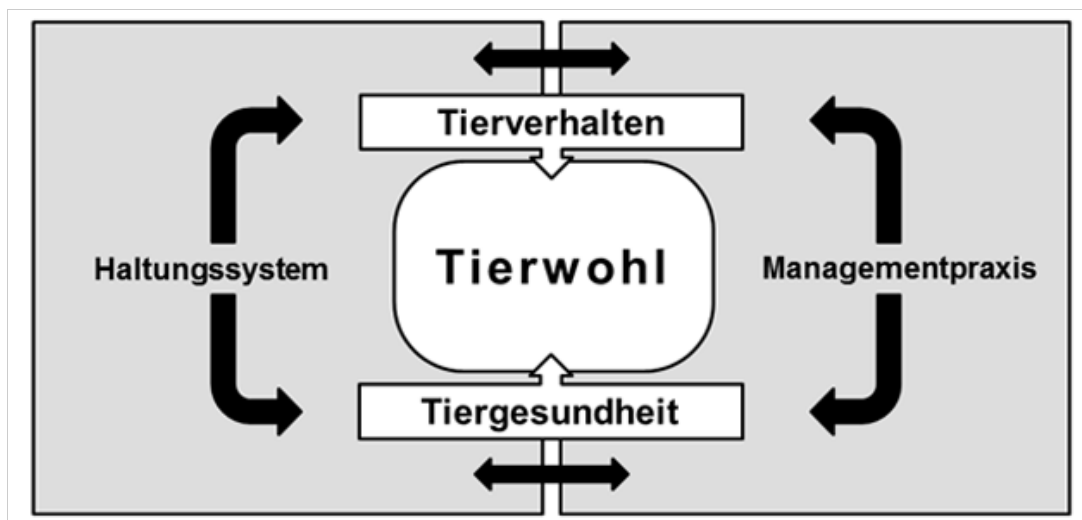 Tierverhalten
Haltungssystem
Tierwohl
Managementpraxis
Tiergesundheit